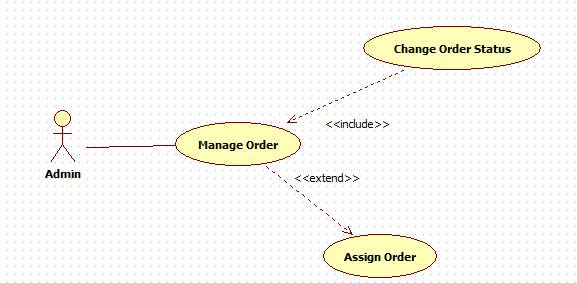 Change Order Status
<<include>>
Manage Order
Admin
<<extend>>
Assign Order